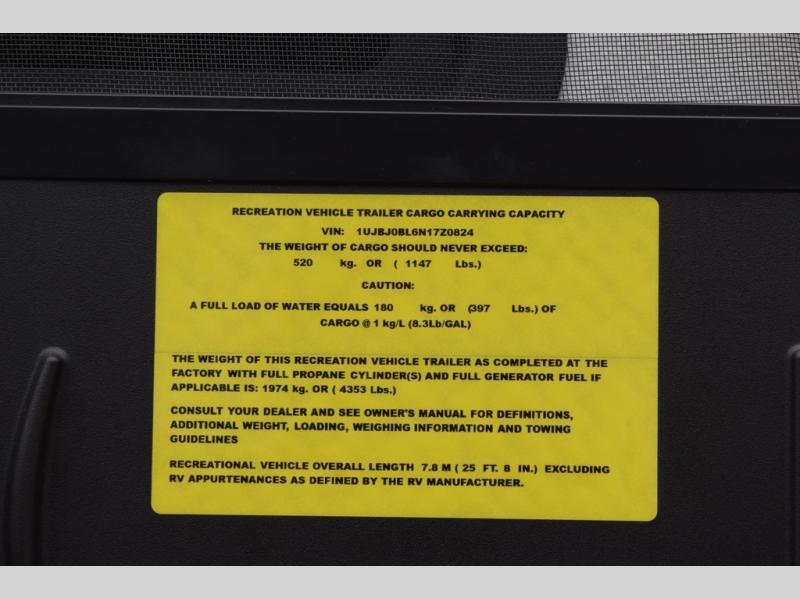 RECREATION VEHICLE TRAILER CARGO CARRYING CAPACITY
VIN: 1UJBJ0BL6N17Z0824
THE WEIGHT OF CARGO SHOULD NEVER EXCEED:
520 kg. OR ( 1147 Lbs.)
CAUTION:
A FULL LOAD OF WATER EQUALS 180 kg. OR (397 Lbs.) OF
CARGO @ 1 kg/L (8.3Lb/GAL)
THE WEIGHT OF THIS RECREATION VEHICLE TRAILER AS COMPLETED AT THE
FACTORY WITH FULL PROPANE CYLINDER(S) AND FULL GENERATOR FUEL IF
APPLICABLE IS: 1974 kg. OR ( 4353 Lbs.)
CONSULT YOUR DEALER AND SEE OWNER'S MANUAL FOR DEFINITIONS,
ADDITIONAL WEIGHT, LOADING, WEIGHING INFORMATION AND TOWING
GUIDELINES
RECREATIONAL VEHICLE OVERALL LENGTH 7.8 M ( 25 FT. 8 IN.) EXCLUDING
RV APPURTENANCES AS DEFINED BY THE RV MANUFACTURER.